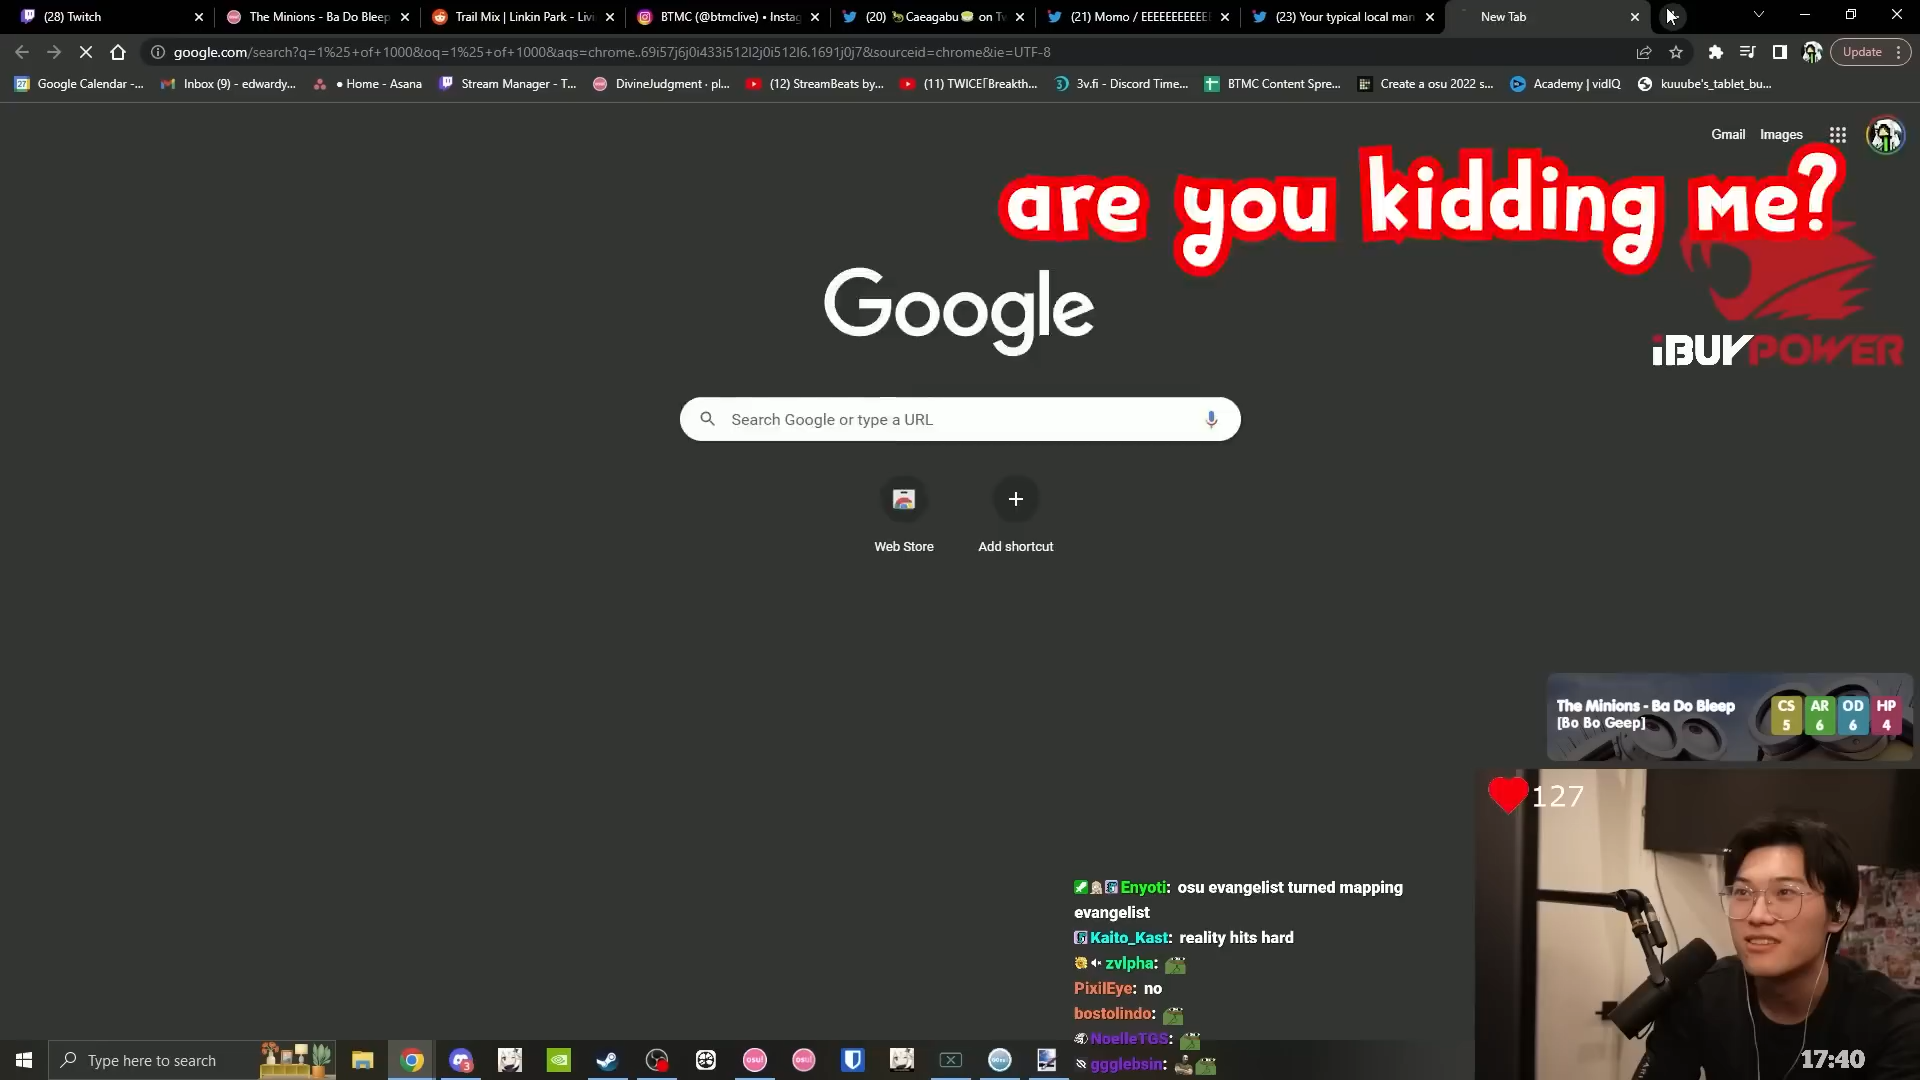 (28) Twitch
The Minions - Ba Do Bleep
Trail Mix | Linkin Park - Livi
BTMC (@btmclive) • Instag
(20) 🦕Caeagabu🍵 on Tw
(21) Momo / EEEEEEEEEEE
(23) Your typical local man
New Tab
google.com/search?q=1%25+of+1000&oq=1%25+of+1000&aqs=chrome..69i57j6j0i433i512l2j0i512l6.1691j0j7&sourceid=chrome&ie=UTF-8
Update
Google Calendar -...
Inbox (9) - edwardy...
● Home - Asana
Stream Manager - T...
DivineJudgment · pl...
(12) StreamBeats by...
(11) TWICE「Breakth...
3v.fi - Discord Time...
BTMC Content Spre...
Create a osu 2022 s...
Academy | vidIQ
kuuube's_tablet_bu...
Gmail Images
are you kidding me?
Google
iBUYPOWER
Search Google or type a URL
Web Store
Add shortcut
The Minions - Ba Do Bleep
[Bo Bo Geep]
CS AR OD HP
5 6 6 4
127
Enyoti: osu evangelist turned mapping
evangelist
Kaito_Kast: reality hits hard
zvlpha:
PixilEye: no
bostolindo:
NoelleTGS:
ggglebsin:
Type here to search
3
osu!
osu!
17:40